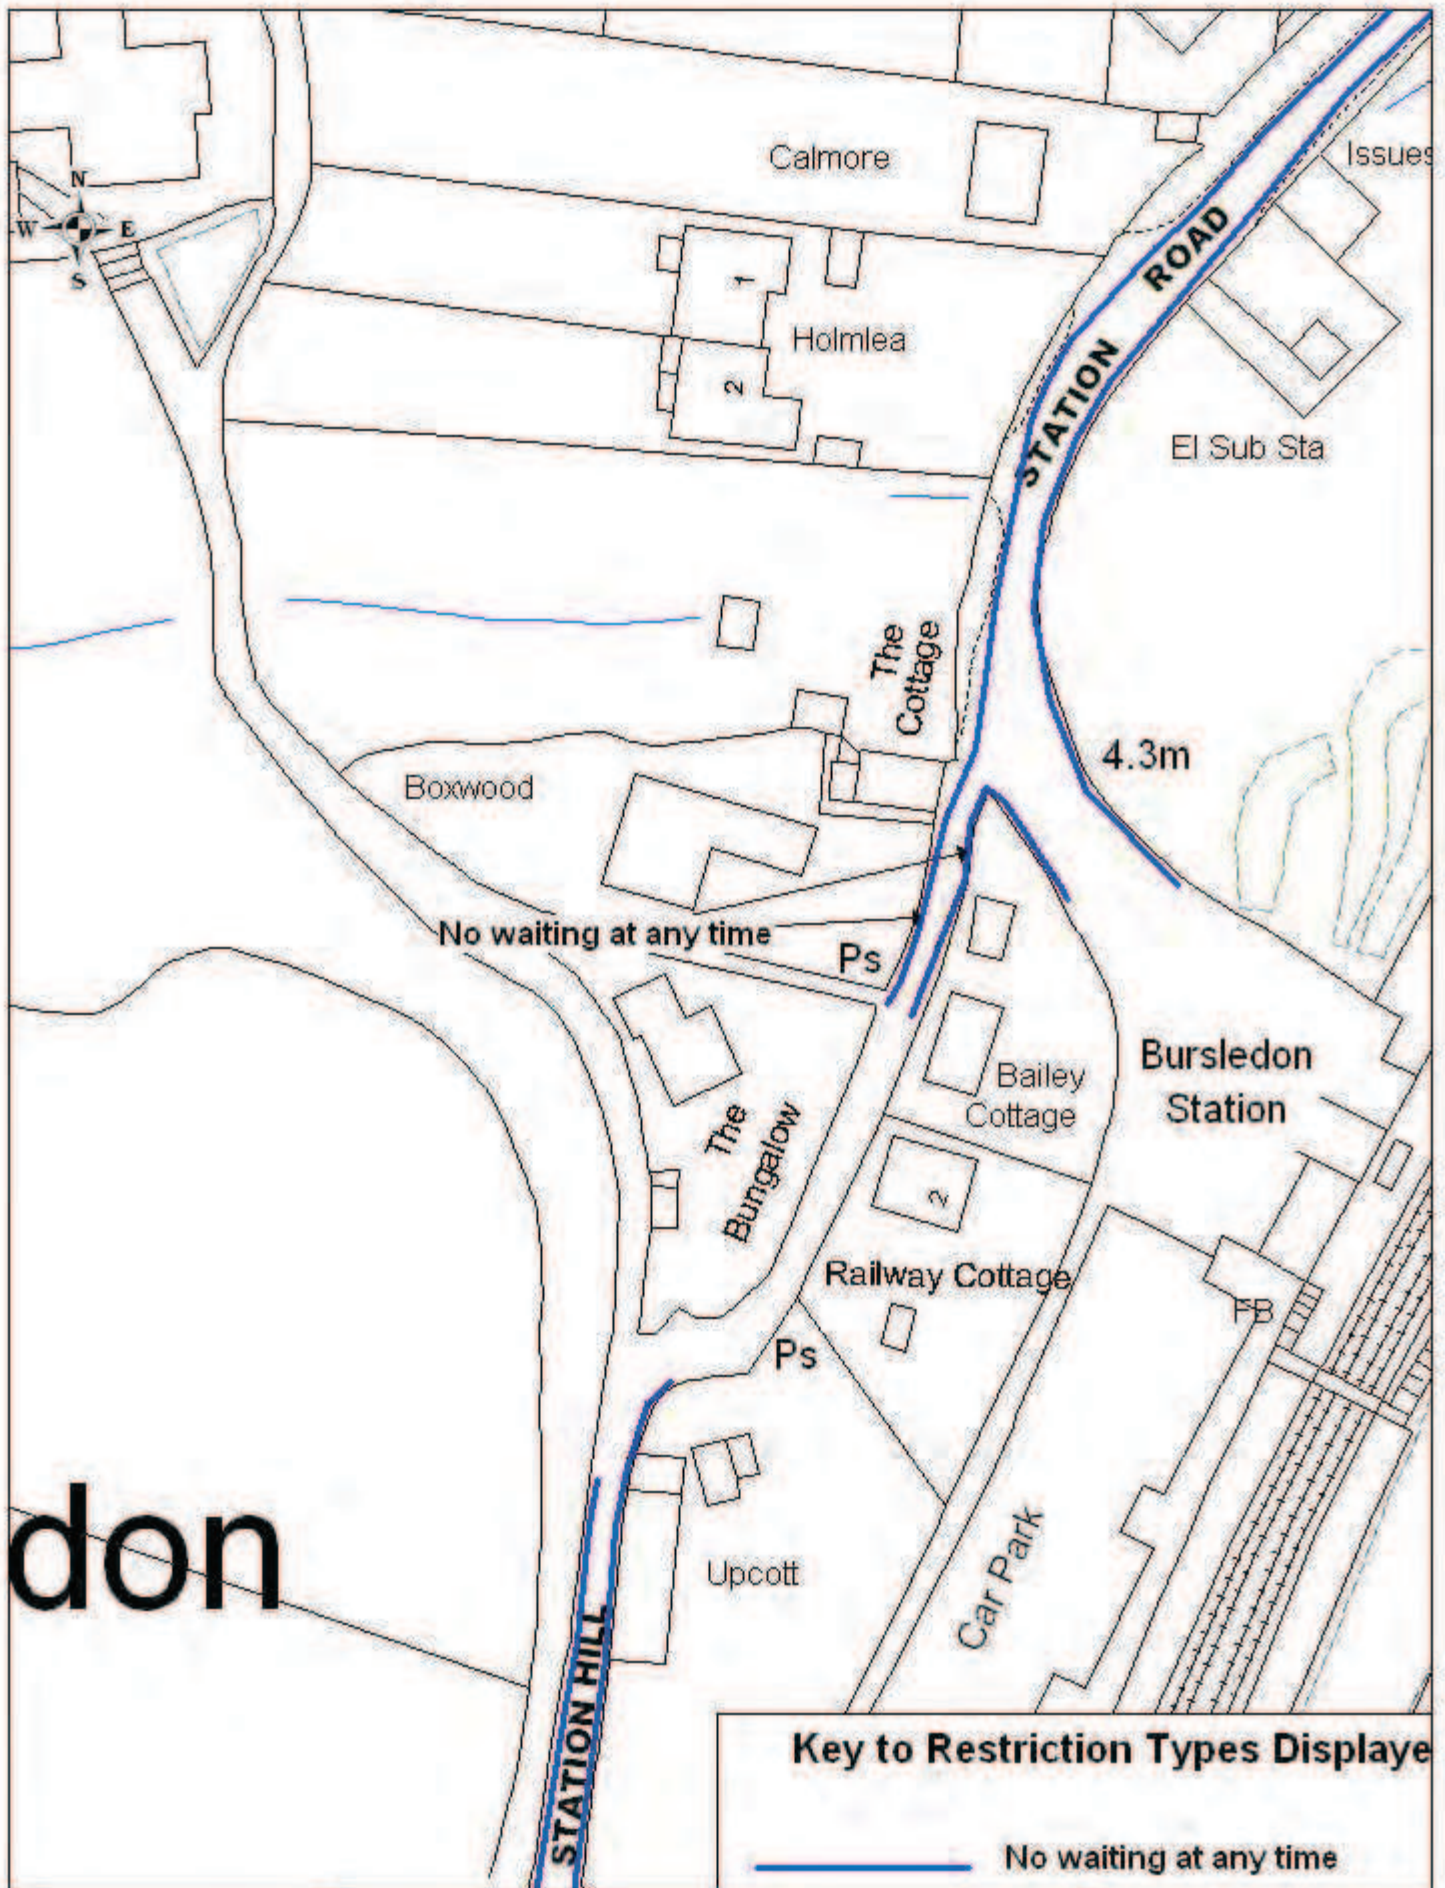 Calmore
Issues
N
W
E
S
ROAD
1
Holmlea
STATION
2
El Sub Sta
The
Cottage
4.3m
Boxwood
No waiting at any time
Ps
Bursledon
Station
Bailey
Cottage
The
Bungalow
2
Railway Cottage
FB
Ps
don
Car Park
Upcott
STATION HILL
Key to Restriction Types Displaye
No waiting at any time